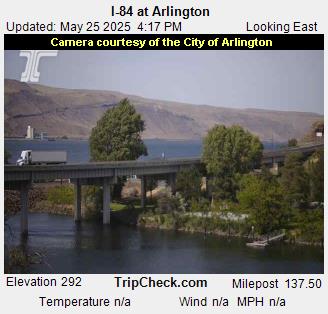 I-84 at Arlington
Updated: May 25 2025 4:17 PM Looking East
Camera courtesy of the City of Arlington
Elevation 292 TripCheck.com Milepost 137.50
Temperature n/a Wind n/a MPH n/a